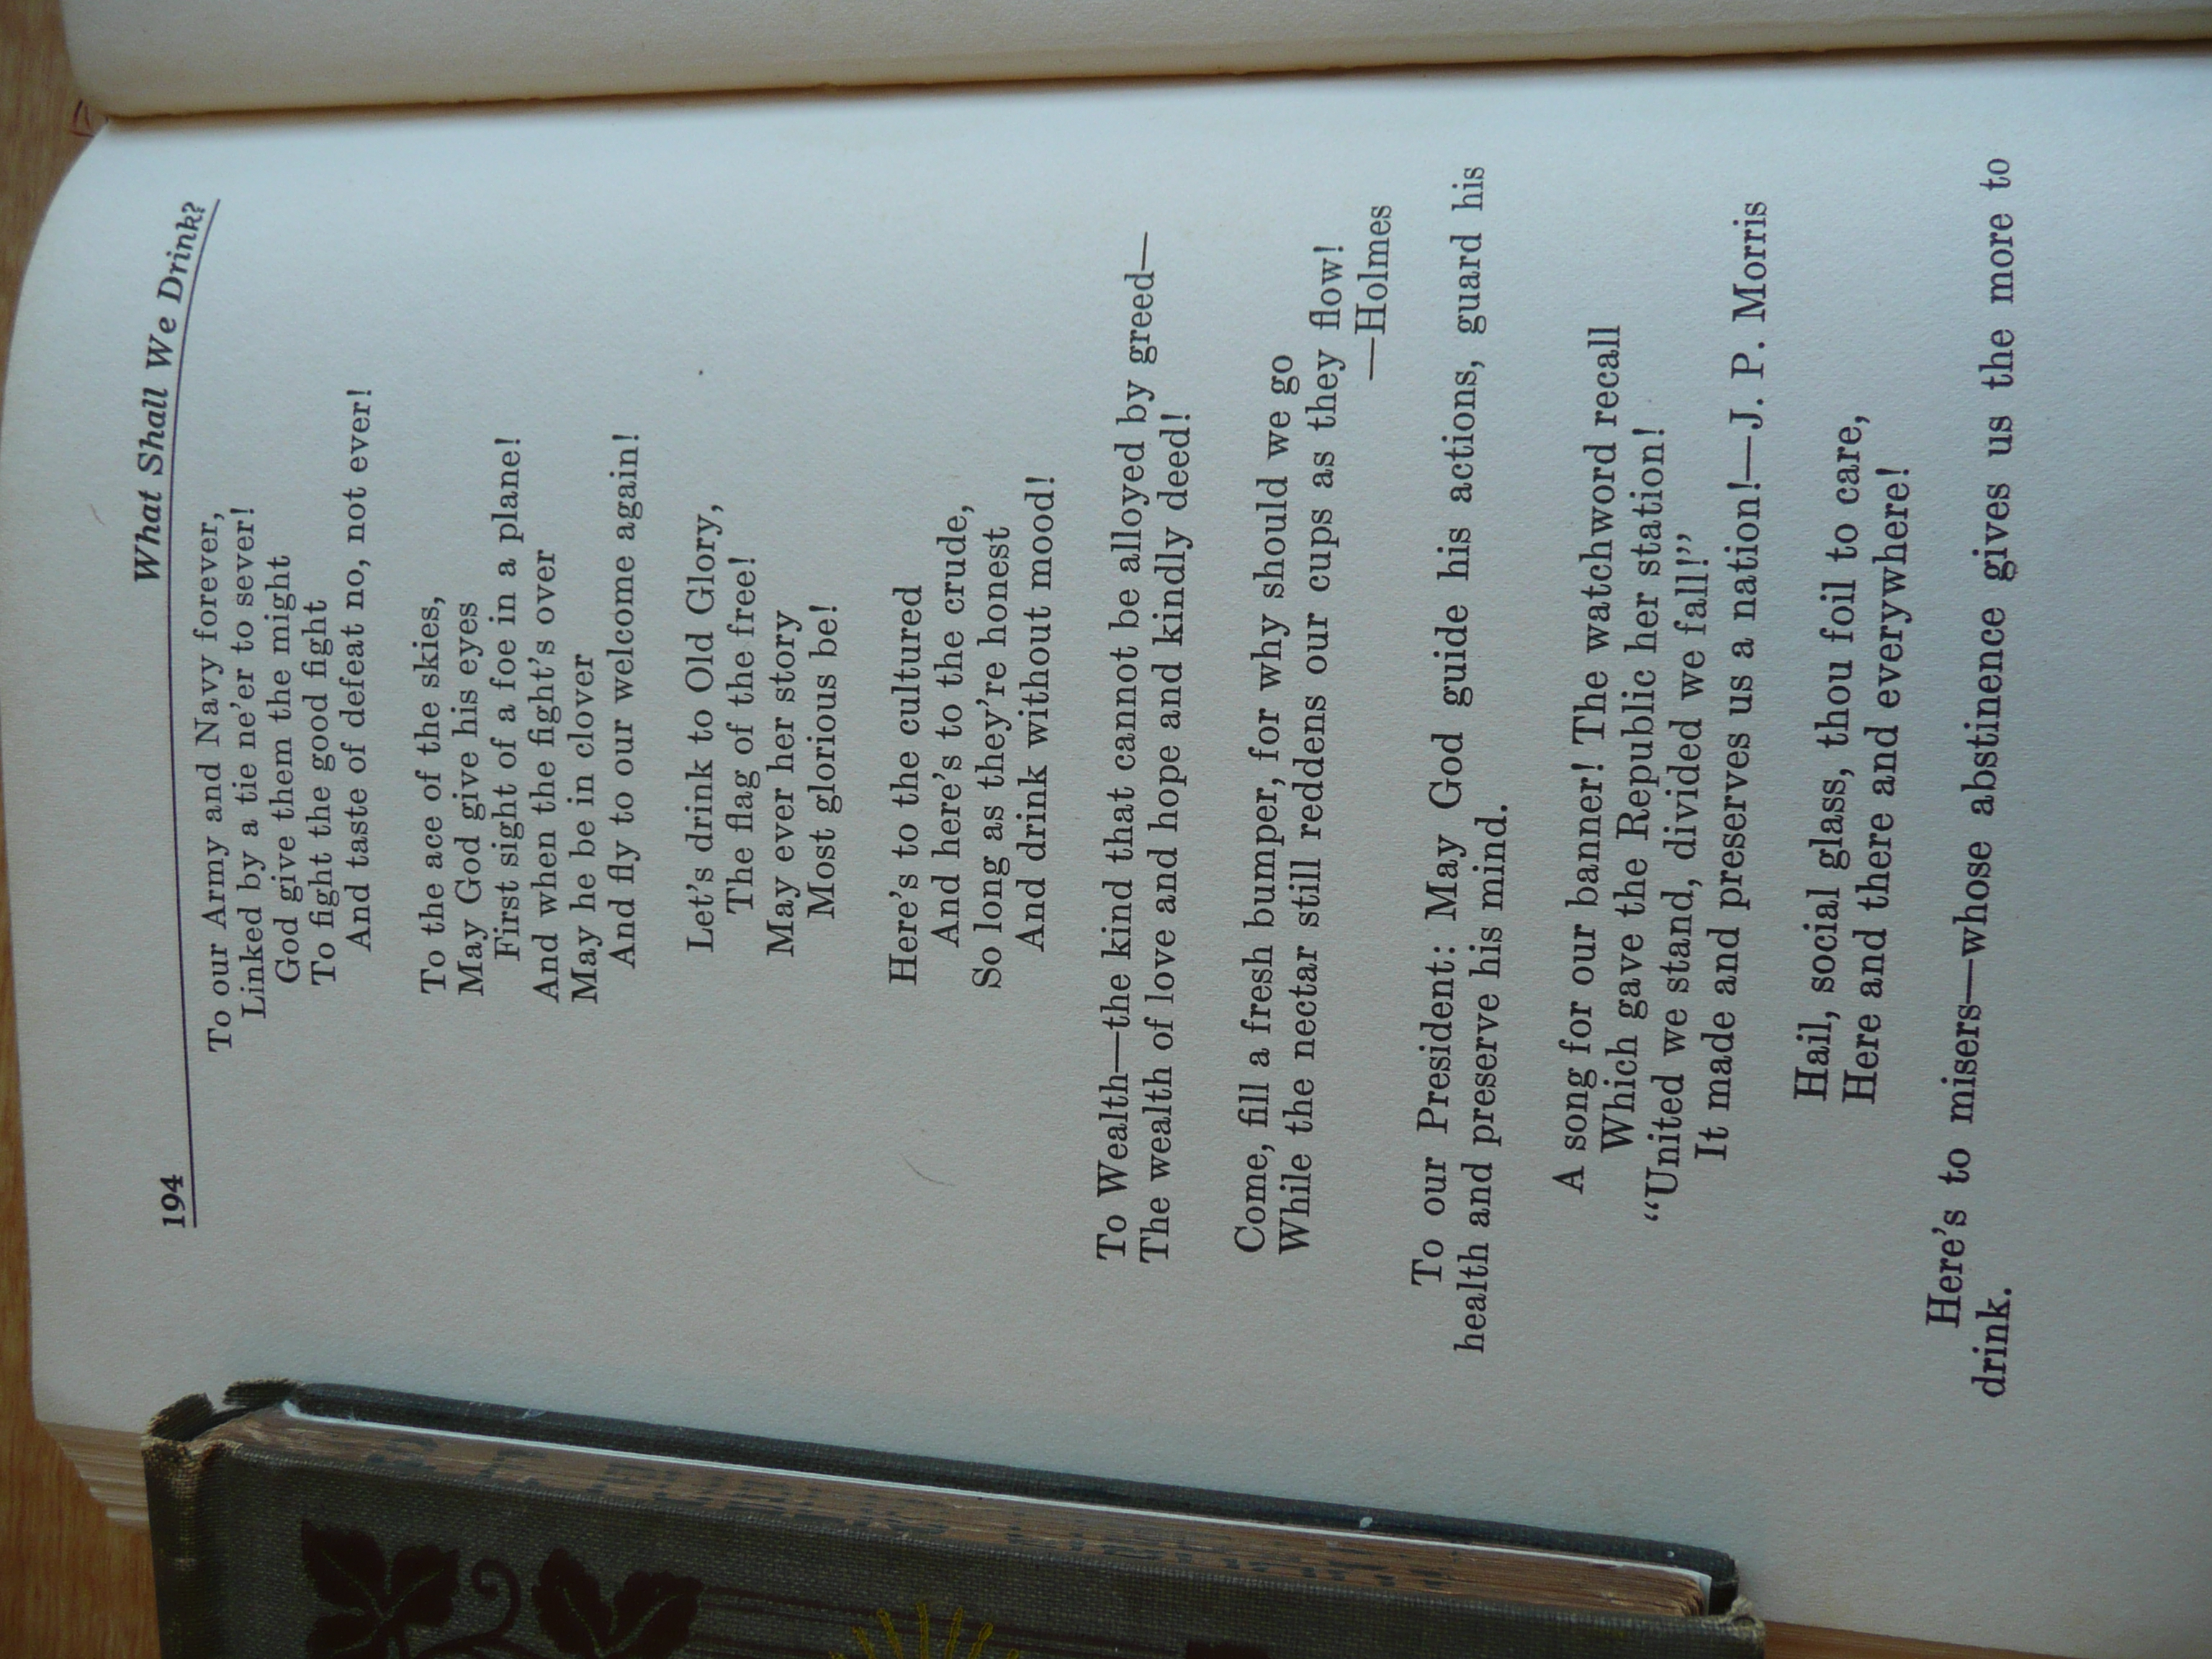 194 What Shall We Drink?
To our Army and Navy forever,
Linked by a tie ne'er to sever!
God give them the might
To fight the good fight
And taste of defeat no, not ever!
To the ace of the skies,
May God give his eyes
First sight of a foe in a plane!
And when the fight's over
May he be in clover
And fly to our welcome again!
Let's drink to Old Glory,
The flag of the free!
May ever her story
Most glorious be!
Here's to the cultured
And here's to the crude,
So long as they're honest
And drink without mood!
To Wealth—the kind that cannot be alloyed by greed—
The wealth of love and hope and kindly deed!
Come, fill a fresh bumper, for why should we go
While the nectar still reddens our cups as they flow!
—Holmes
To our President: May God guide his actions, guard his
health and preserve his mind.
A song for our banner! The watchword recall
Which gave the Republic her station!
“United we stand, divided we fall!”
It made and preserves us a nation!—J. P. Morris
Hail, social glass, thou foil to care,
Here and there and everywhere!
Here's to misers—whose abstinence gives us the more to
drink.
PUBLIC LIBRARY